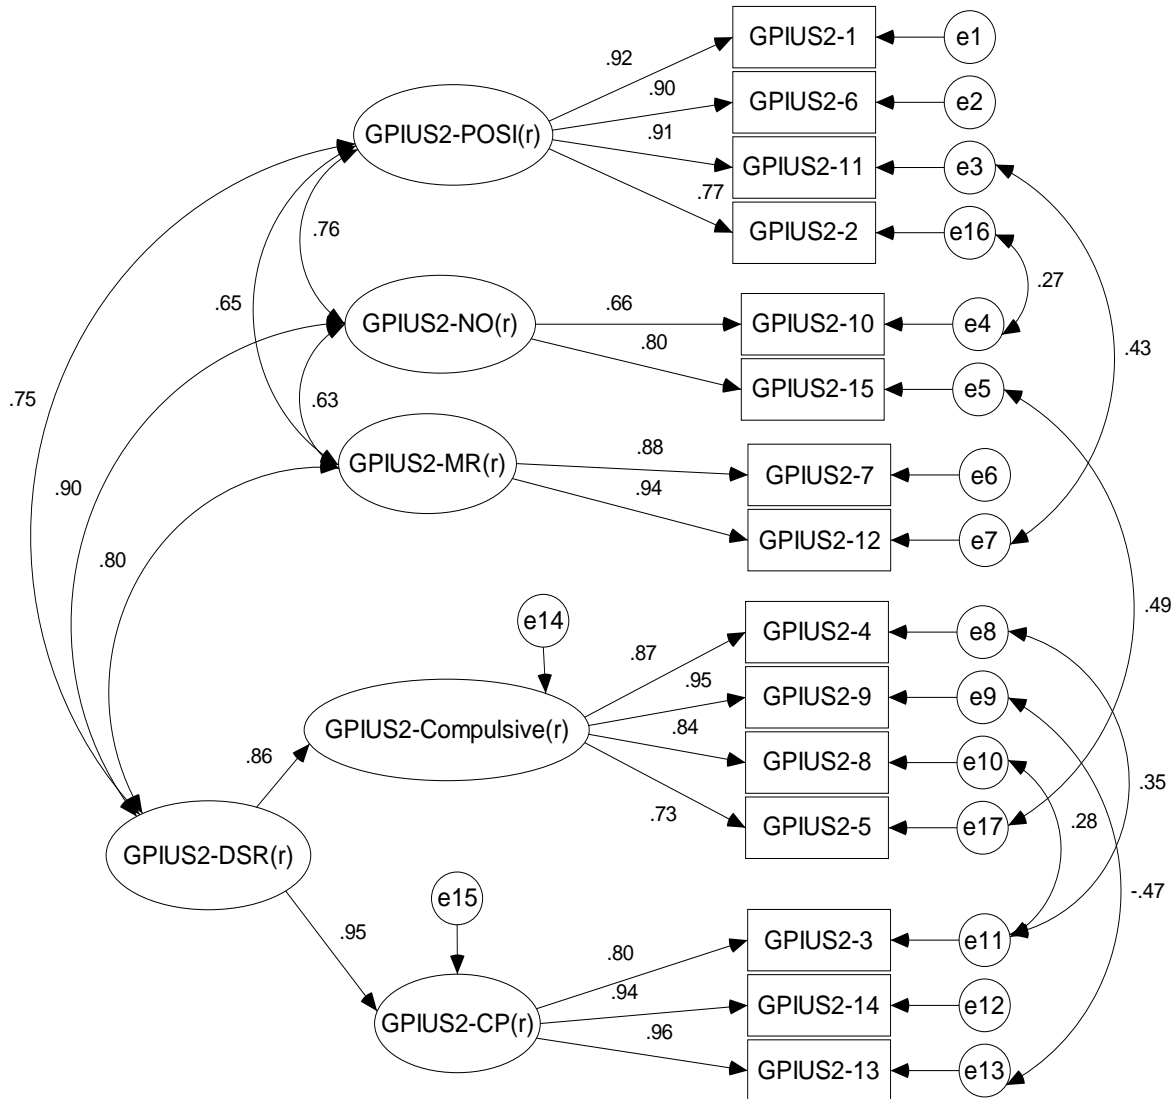 GPIUS2-1
e1
.92
GPIUS2-6
e2
.90
GPIUS2-POSI(r)
.91
GPIUS2-11
e3
.77
GPIUS2-2
e16
.76
.27
.65
GPIUS2-NO(r)
.66
GPIUS2-10
e4
.43
.80
GPIUS2-15
e5
.75
.63
GPIUS2-MR(r)
.88
GPIUS2-7
e6
.90
.94
GPIUS2-12
e7
.80
e14
.87
GPIUS2-4
e8
.49
.95
GPIUS2-9
e9
GPIUS2-Compulsive(r)
.84
GPIUS2-8
e10
.86
.35
.73
GPIUS2-5
e17
.28
GPIUS2-DSR(r)
e15
-.47
.95
.80
GPIUS2-3
e11
.94
GPIUS2-14
e12
GPIUS2-CP(r)
.96
GPIUS2-13
e13